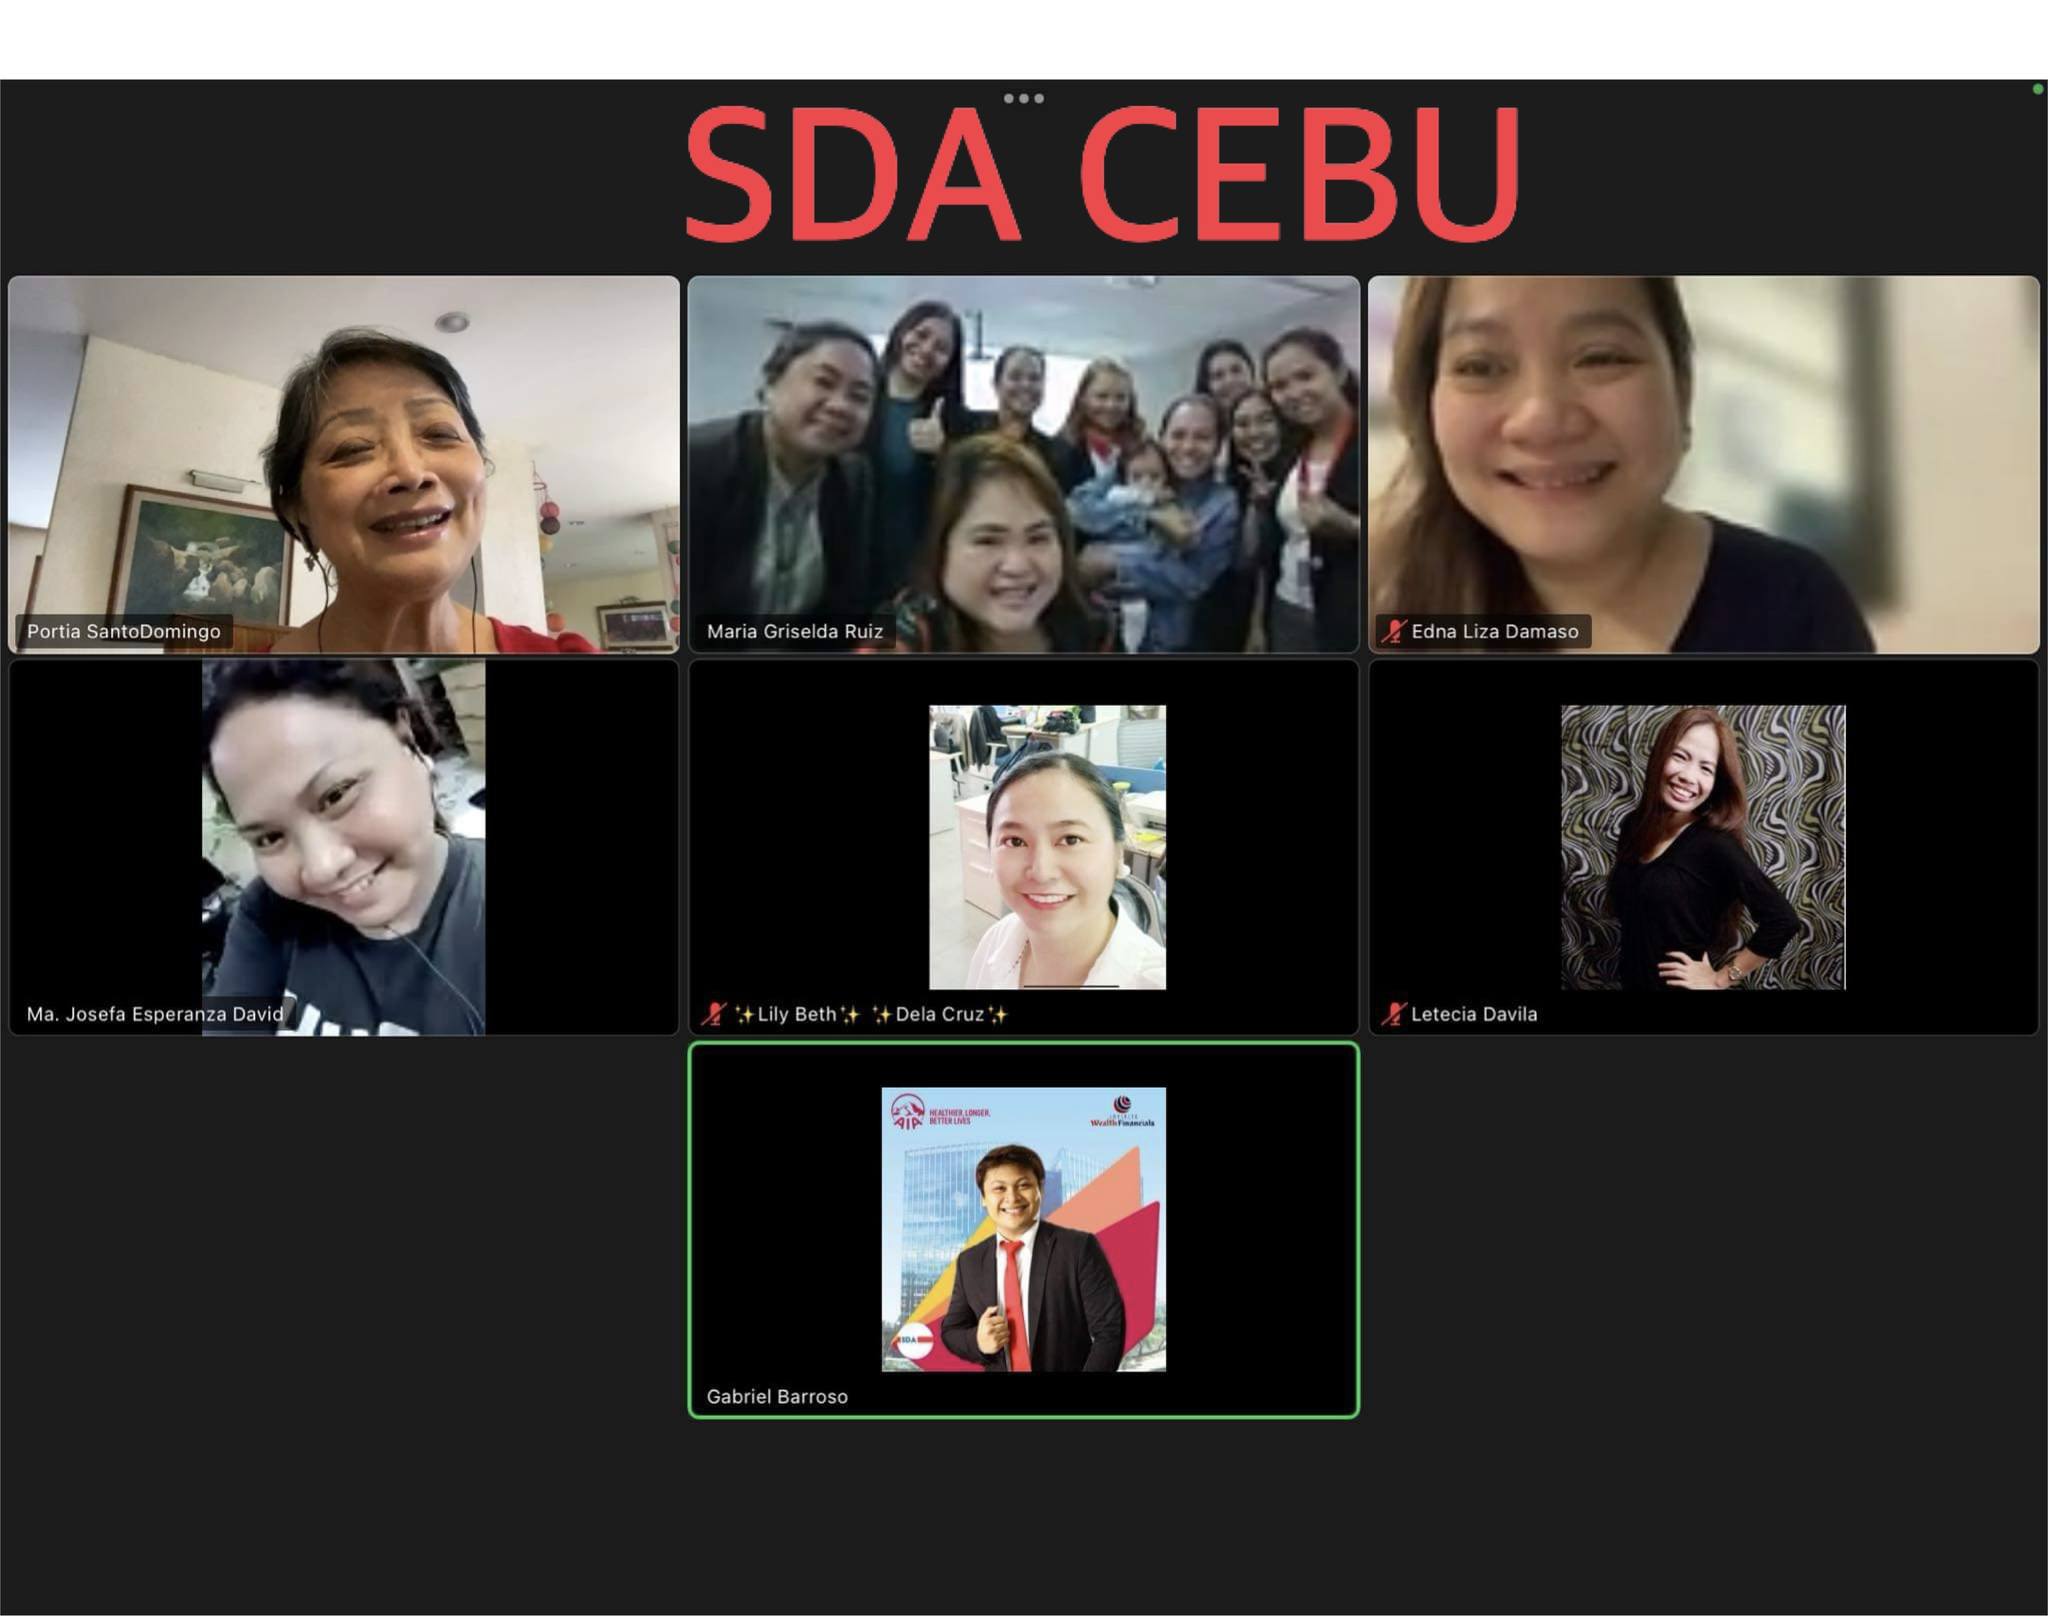 SDA CEBU
Portia SantoDomingo
Maria Griselda Ruiz
Edna Liza Damaso
Ma. Josefa Esperanza David
✨Lily Beth✨ ✨Dela Cruz✨
Letecia Davila
AIA
HEALTHIER, LONGER,
BETTER LIVES
Wealth Financials
SDA
Gabriel Barroso